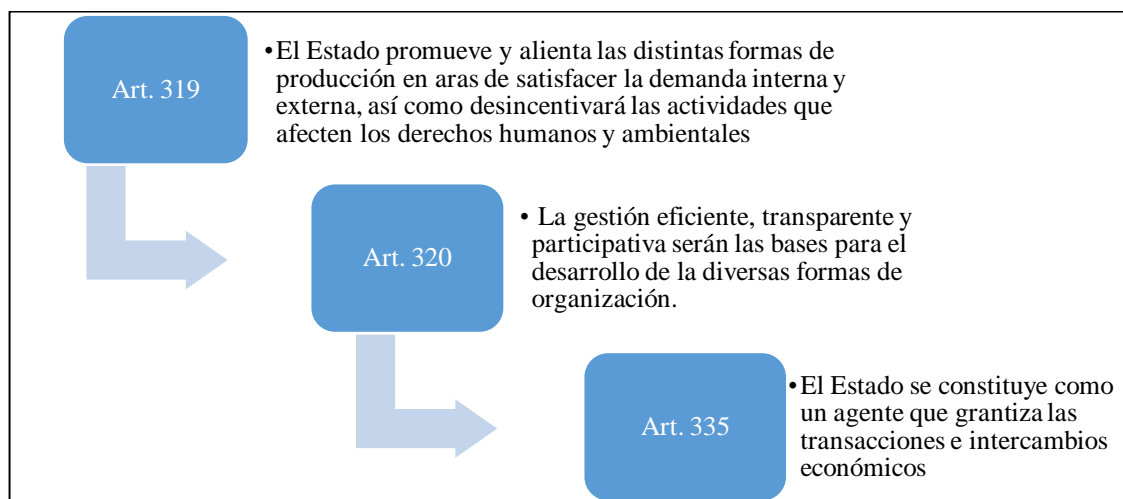 Art. 319
•El Estado promueve y alienta las distintas formas de
producción en aras de satisfacer la demanda interna y
externa, así como desincentivará las actividades que
afecten los derechos humanos y ambientales
Art. 320
• La gestión eficiente, transparente y
participativa serán las bases para el
desarrollo de la diversas formas de
organización.
Art. 335
•El Estado se constituye como
un agente que grantiza las
transacciones e intercambios
económicos